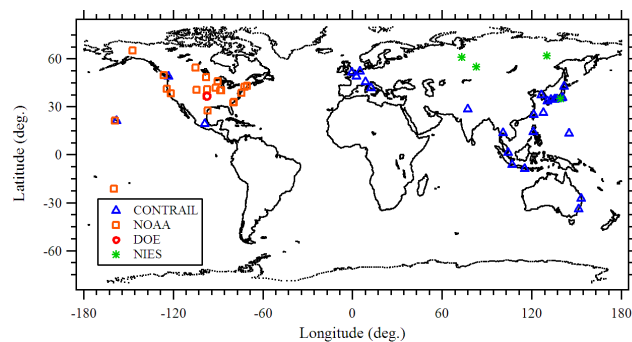 Latitude (deg.)
60
30
0
-30
-60
CONTRAIL
NOAA
DOE
NIES
-180
-120
-60
0
60
120
180
Longitude (deg.)